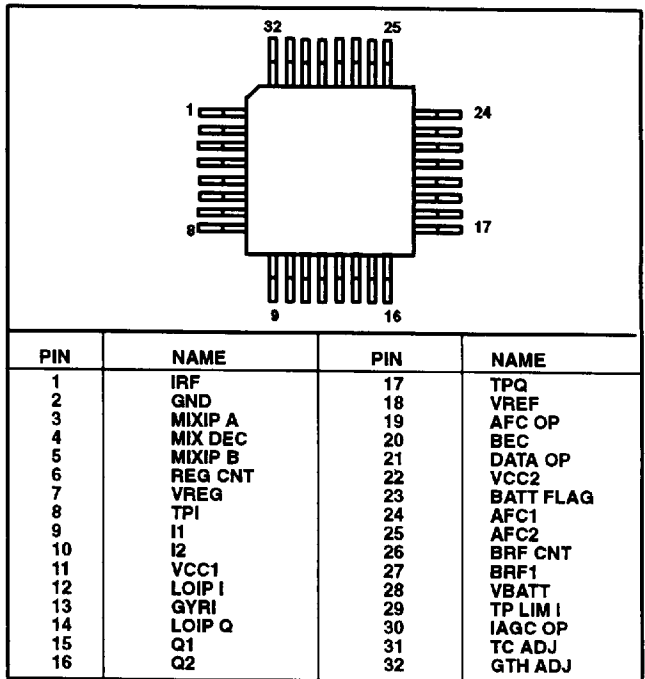 32 25
1 24
8 17
9 16
PIN NAME PIN NAME
1 IRF 17 TPQ
2 GND 18 VREF
3 MIXIP A 19 AFC OP
4 MIX DEC 20 BEC
5 MIXIP B 21 DATA OP
6 REG CNT 22 VCC2
7 VREG 23 BATT FLAG
8 TPI 24 AFC1
9 I1 25 AFC2
10 I2 26 BRF CNT
11 VCC1 27 BRF1
12 LOIP I 28 VBATT
13 GYRI 29 TP LIM I
14 LOIP Q 30 IAGC OP
15 Q1 31 TC ADJ
16 Q2 32 GTH ADJ